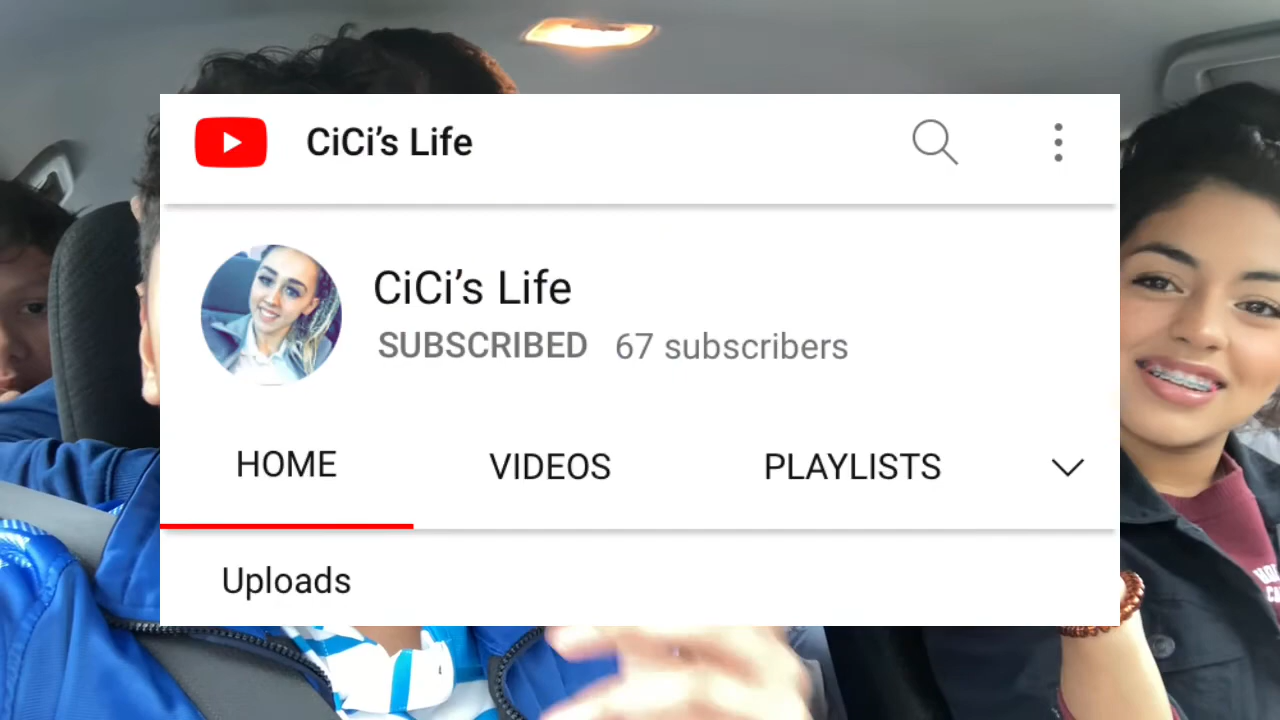 CiCi's Life
CiCi's Life
SUBSCRIBED 67 subscribers
HOME VIDEOS PLAYLISTS
Uploads